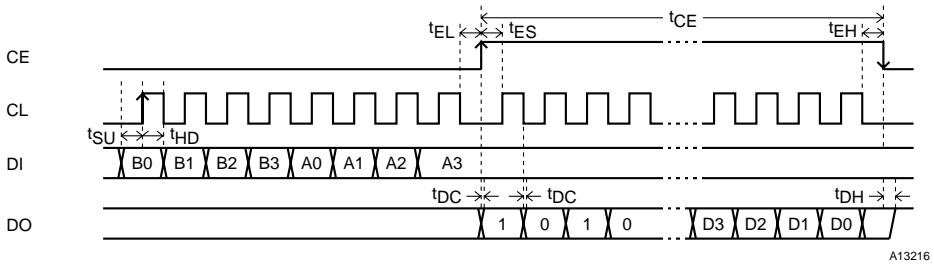 tCE
tEL tES tEH
CE
CL
tSU tHD
DI B0 B1 B2 B3 A0 A1 A2 A3
tDC tDC tDH
DO 1 0 1 0 D3 D2 D1 D0
A13216